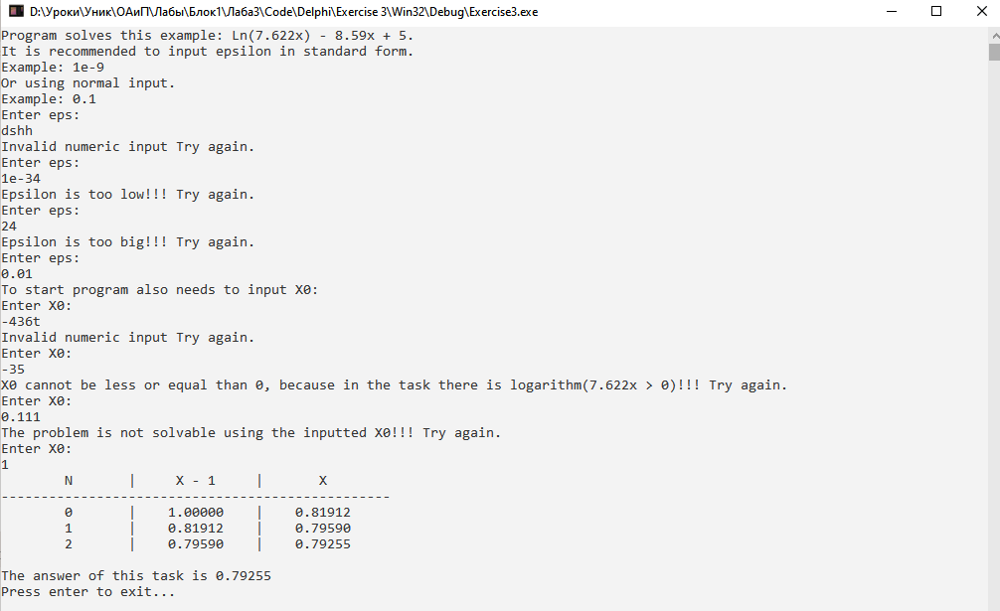 D:\Уроки\Уник\ОАиП\Лабы\Блок1\Лаба3\Code\Delphi\Exercise 3\Win32\Debug\Exercise3.exe
Program solves this example: Ln(7.622x) - 8.59x + 5.
It is recommended to input epsilon in standard form.
Example: 1e-9
Or using normal input.
Example: 0.1
Enter eps:
dshh
Invalid numeric input Try again.
Enter eps:
1e-34
Epsilon is too low!!! Try again.
Enter eps:
24
Epsilon is too big!!! Try again.
Enter eps:
0.01
To start program also needs to input X0:
Enter X0:
-436t
Invalid numeric input Try again.
Enter X0:
-35
X0 cannot be less or equal than 0, because in the task there is logarithm(7.622x > 0)!!! Try again.
Enter X0:
0.111
The problem is not solvable using the inputted X0!!! Try again.
Enter X0:
1
N | X - 1 | X
-------------------------------------------------
0 | 1.00000 | 0.81912
1 | 0.81912 | 0.79590
2 | 0.79590 | 0.79255
The answer of this task is 0.79255
Press enter to exit...